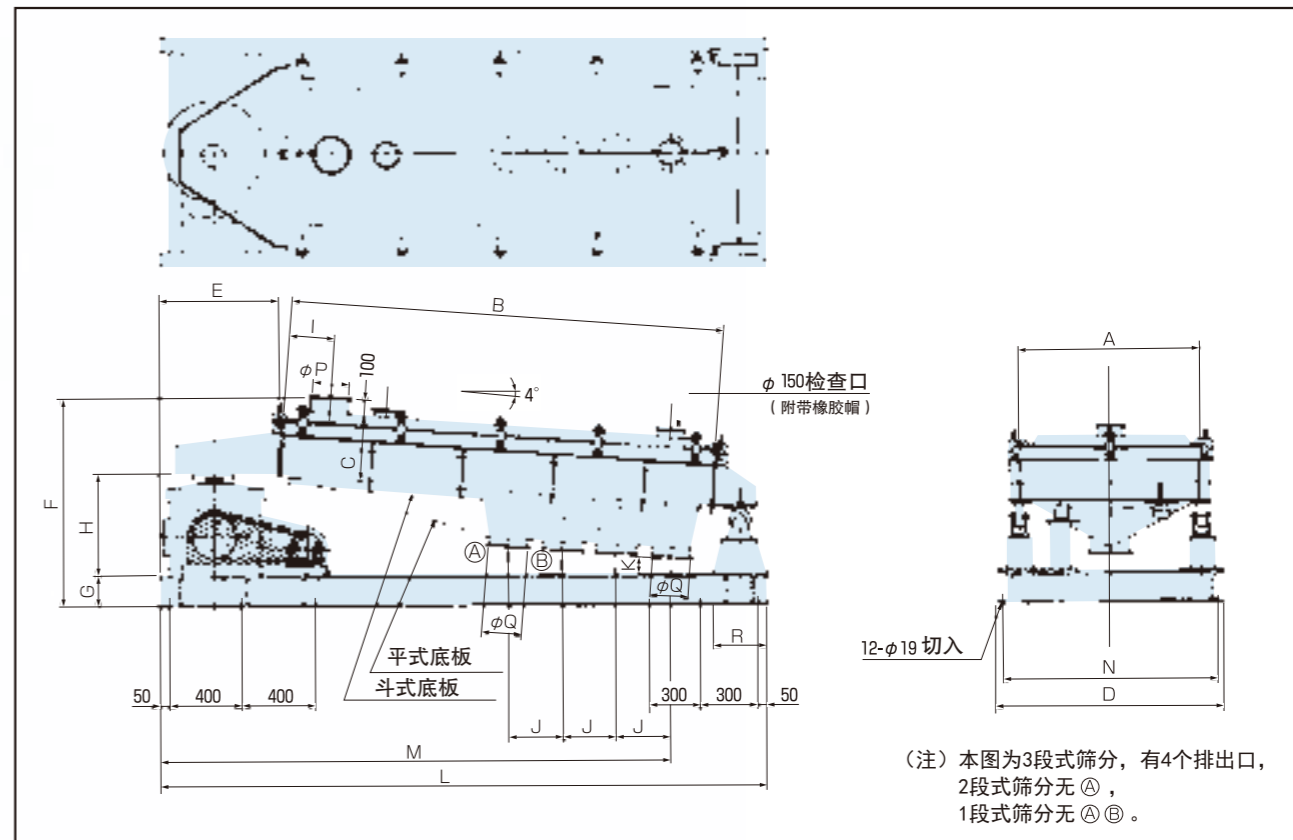 E
B
A
I
φP
100
4°
φ 150检查口
（附带橡胶帽）
C
F
H
G
Ⓐ
Ⓑ
K
φQ
φQ
R
平式底板
斗式底板
12-φ19 切入
N
D
50
400
400
300
300
50
J
J
J
M
L
（注）本图为3段式筛分，有4个排出口，
2段式筛分无Ⓐ，
1段式筛分无ⒶⒷ。